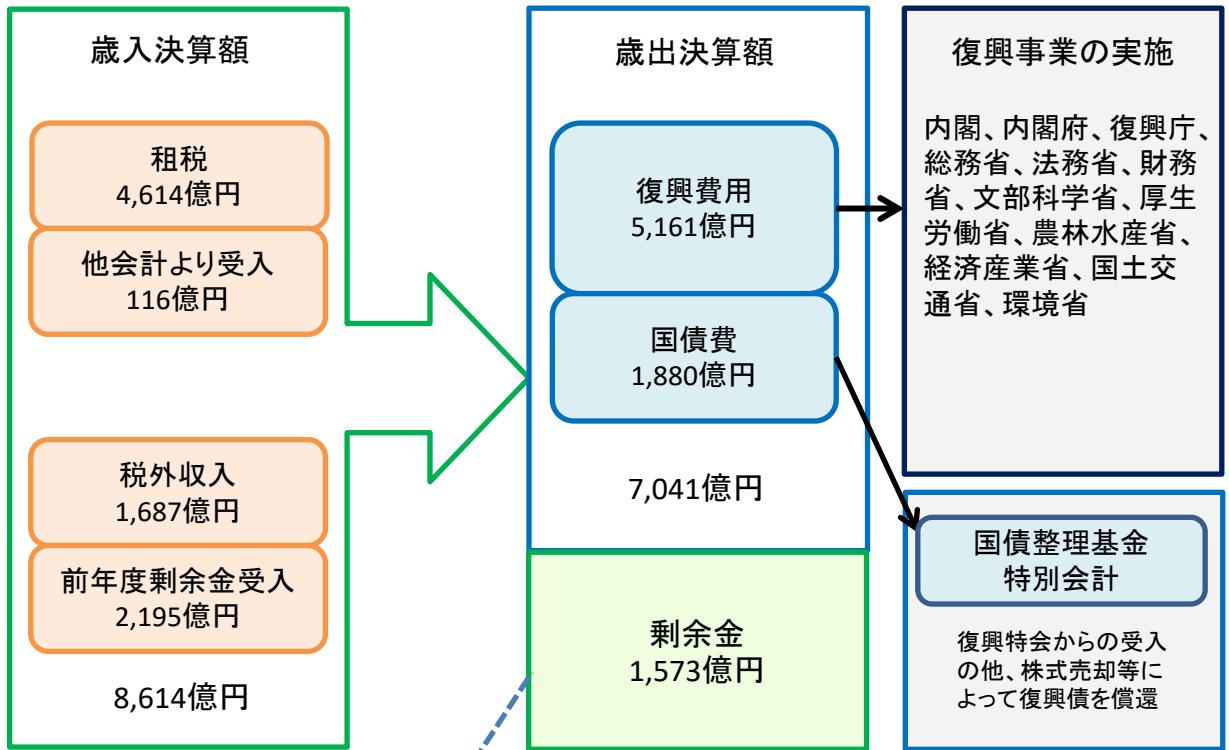 歳入決算額
租税
4,614億円
他会計より受入
116億円
税外収入
1,687億円
前年度剰余金受入
2,195億円
8,614億円
歳出決算額
復興費用
5,161億円
国債費
1,880億円
7,041億円
剰余金
1,573億円
復興事業の実施
内閣、内閣府、復興庁、
総務省、法務省、財務
省、文部科学省、厚生
労働省、農林水産省、
経済産業省、国土交
通省、環境省
国債整理基金
特別会計
復興特会からの受入
の他、株式売却等に
よって復興債を償還